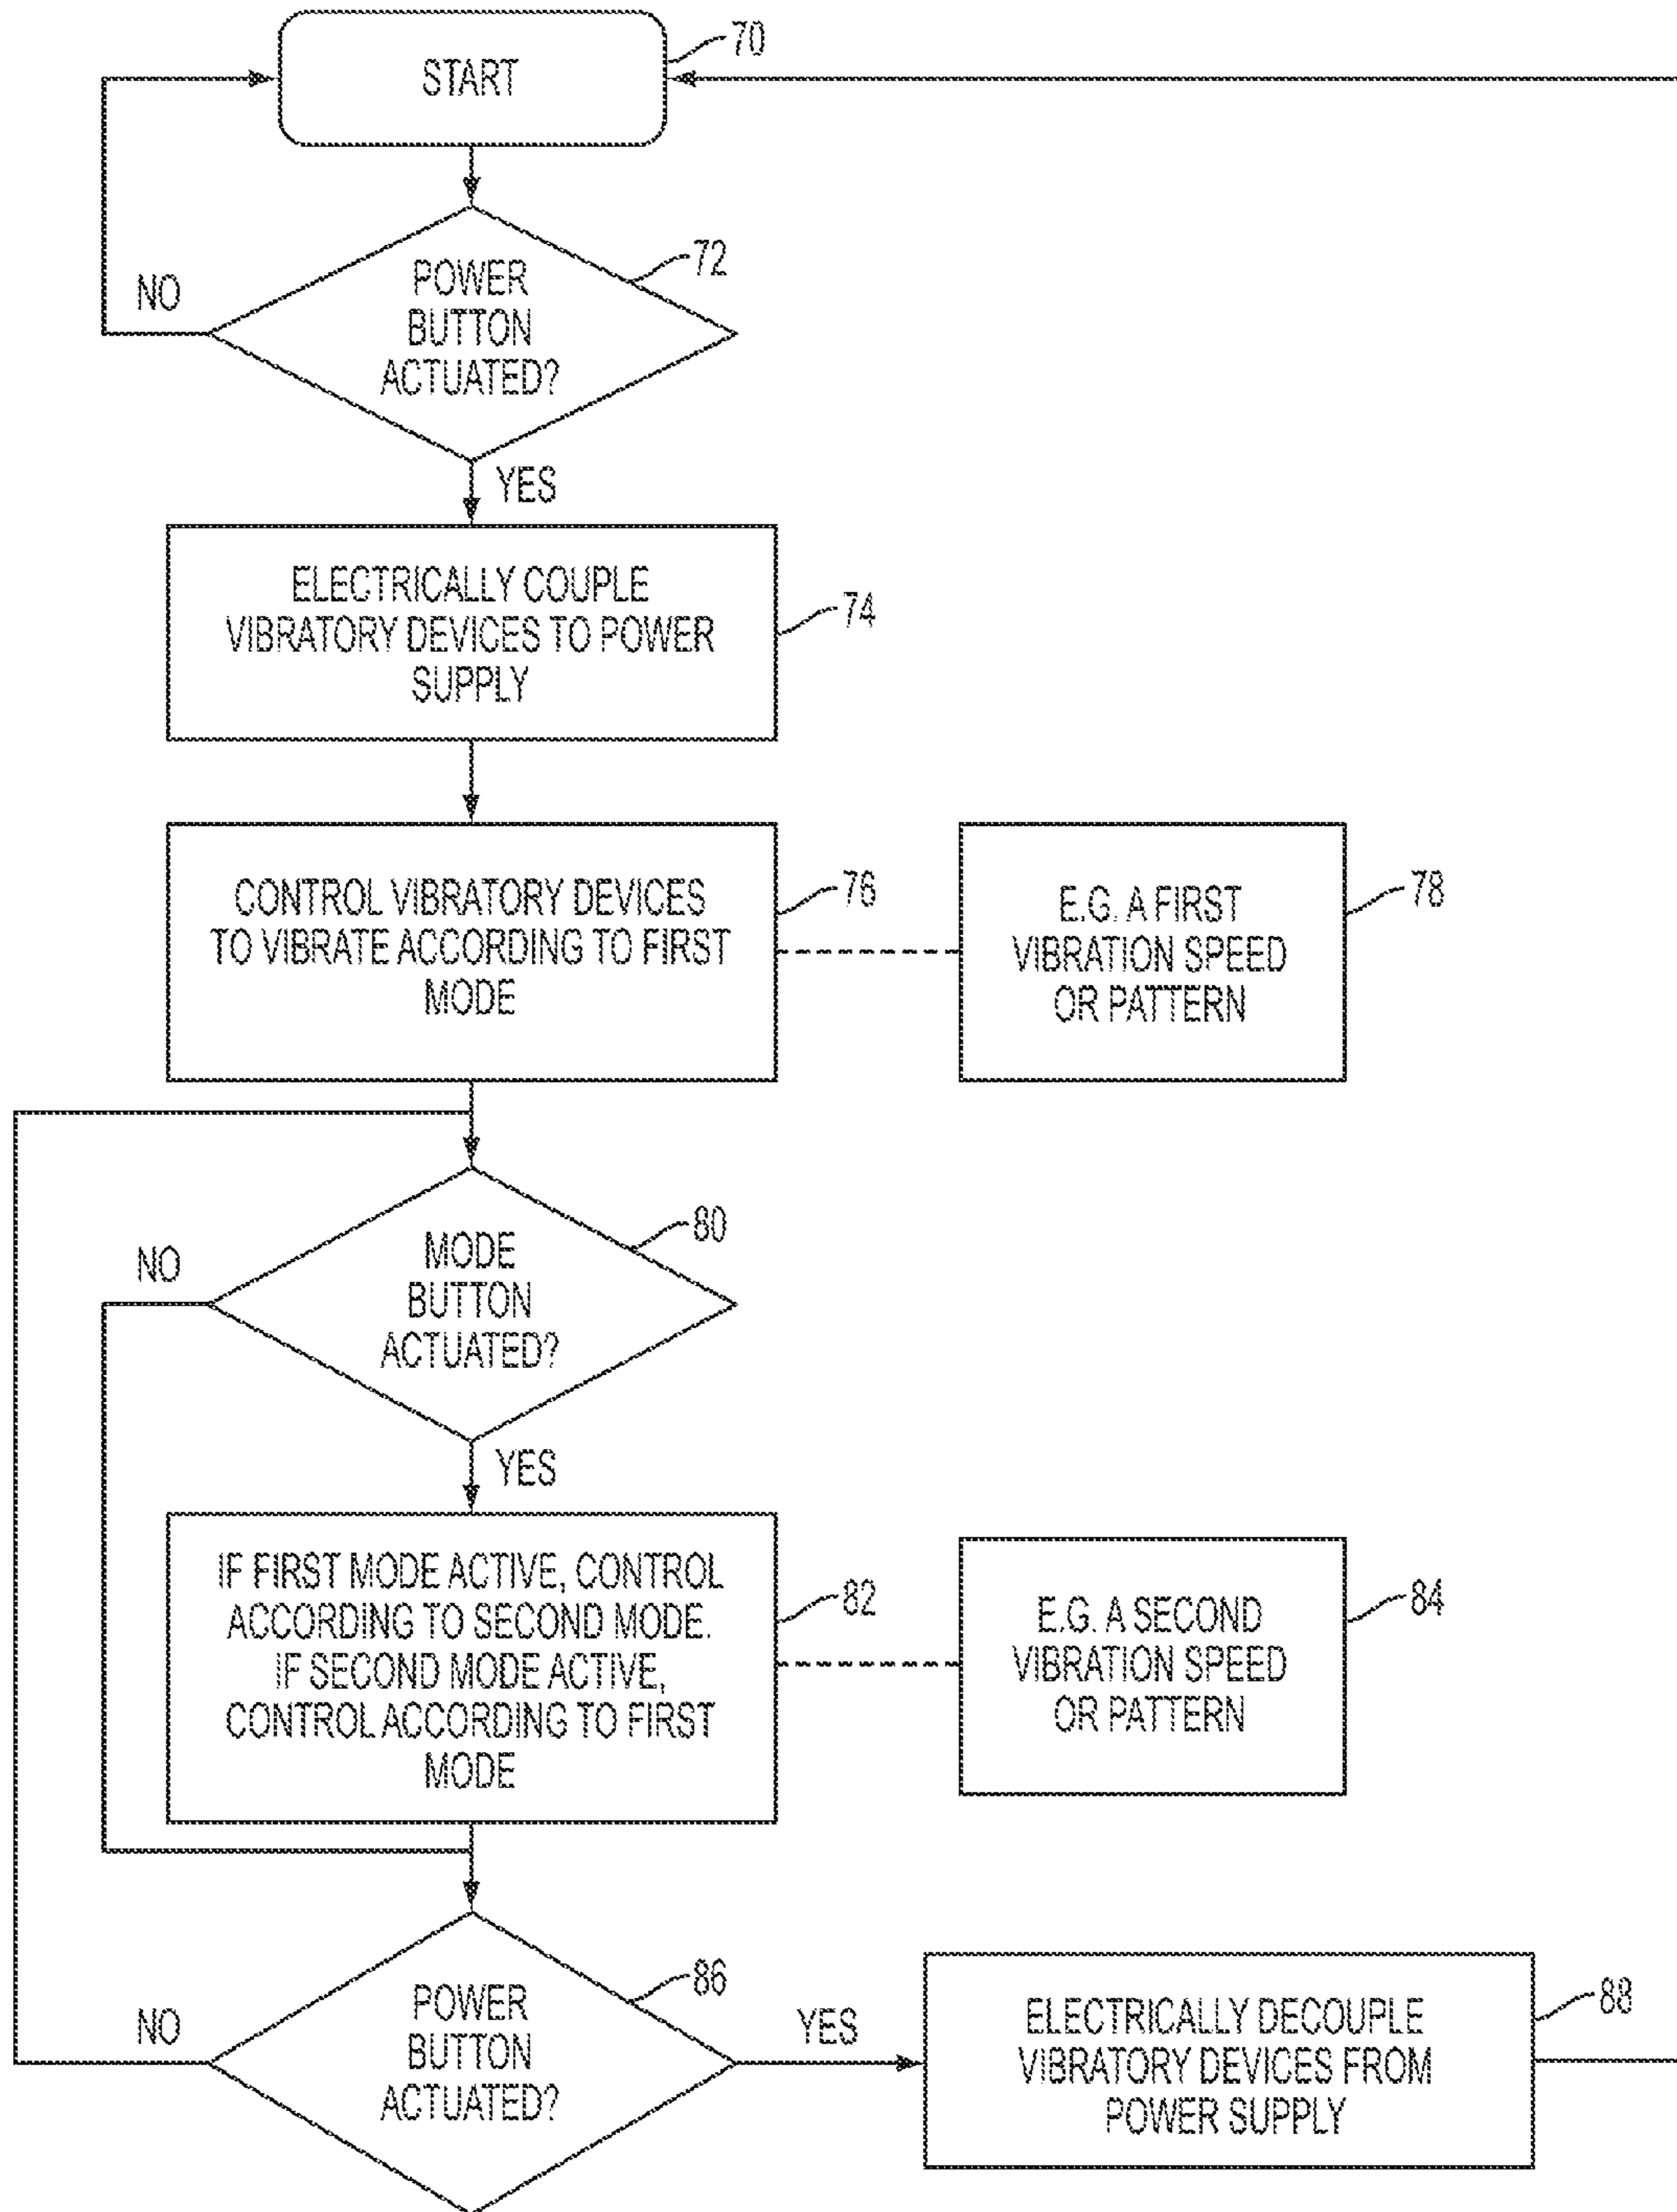 START
70
POWER
BUTTON
ACTUATED?
72
NO
YES
ELECTRICALLY COUPLE
VIBRATORY DEVICES TO POWER
SUPPLY
74
CONTROL VIBRATORY DEVICES
TO VIBRATE ACCORDING TO FIRST
MODE
76
E.G. A FIRST
VIBRATION SPEED
OR PATTERN
78
MODE
BUTTON
ACTUATED?
80
NO
YES
IF FIRST MODE ACTIVE, CONTROL
ACCORDING TO SECOND MODE.
IF SECOND MODE ACTIVE,
CONTROL ACCORDING TO FIRST
MODE
82
E.G. A SECOND
VIBRATION SPEED
OR PATTERN
84
POWER
BUTTON
ACTUATED?
86
NO
YES
ELECTRICALLY DECOUPLE
VIBRATORY DEVICES FROM
POWER SUPPLY
88